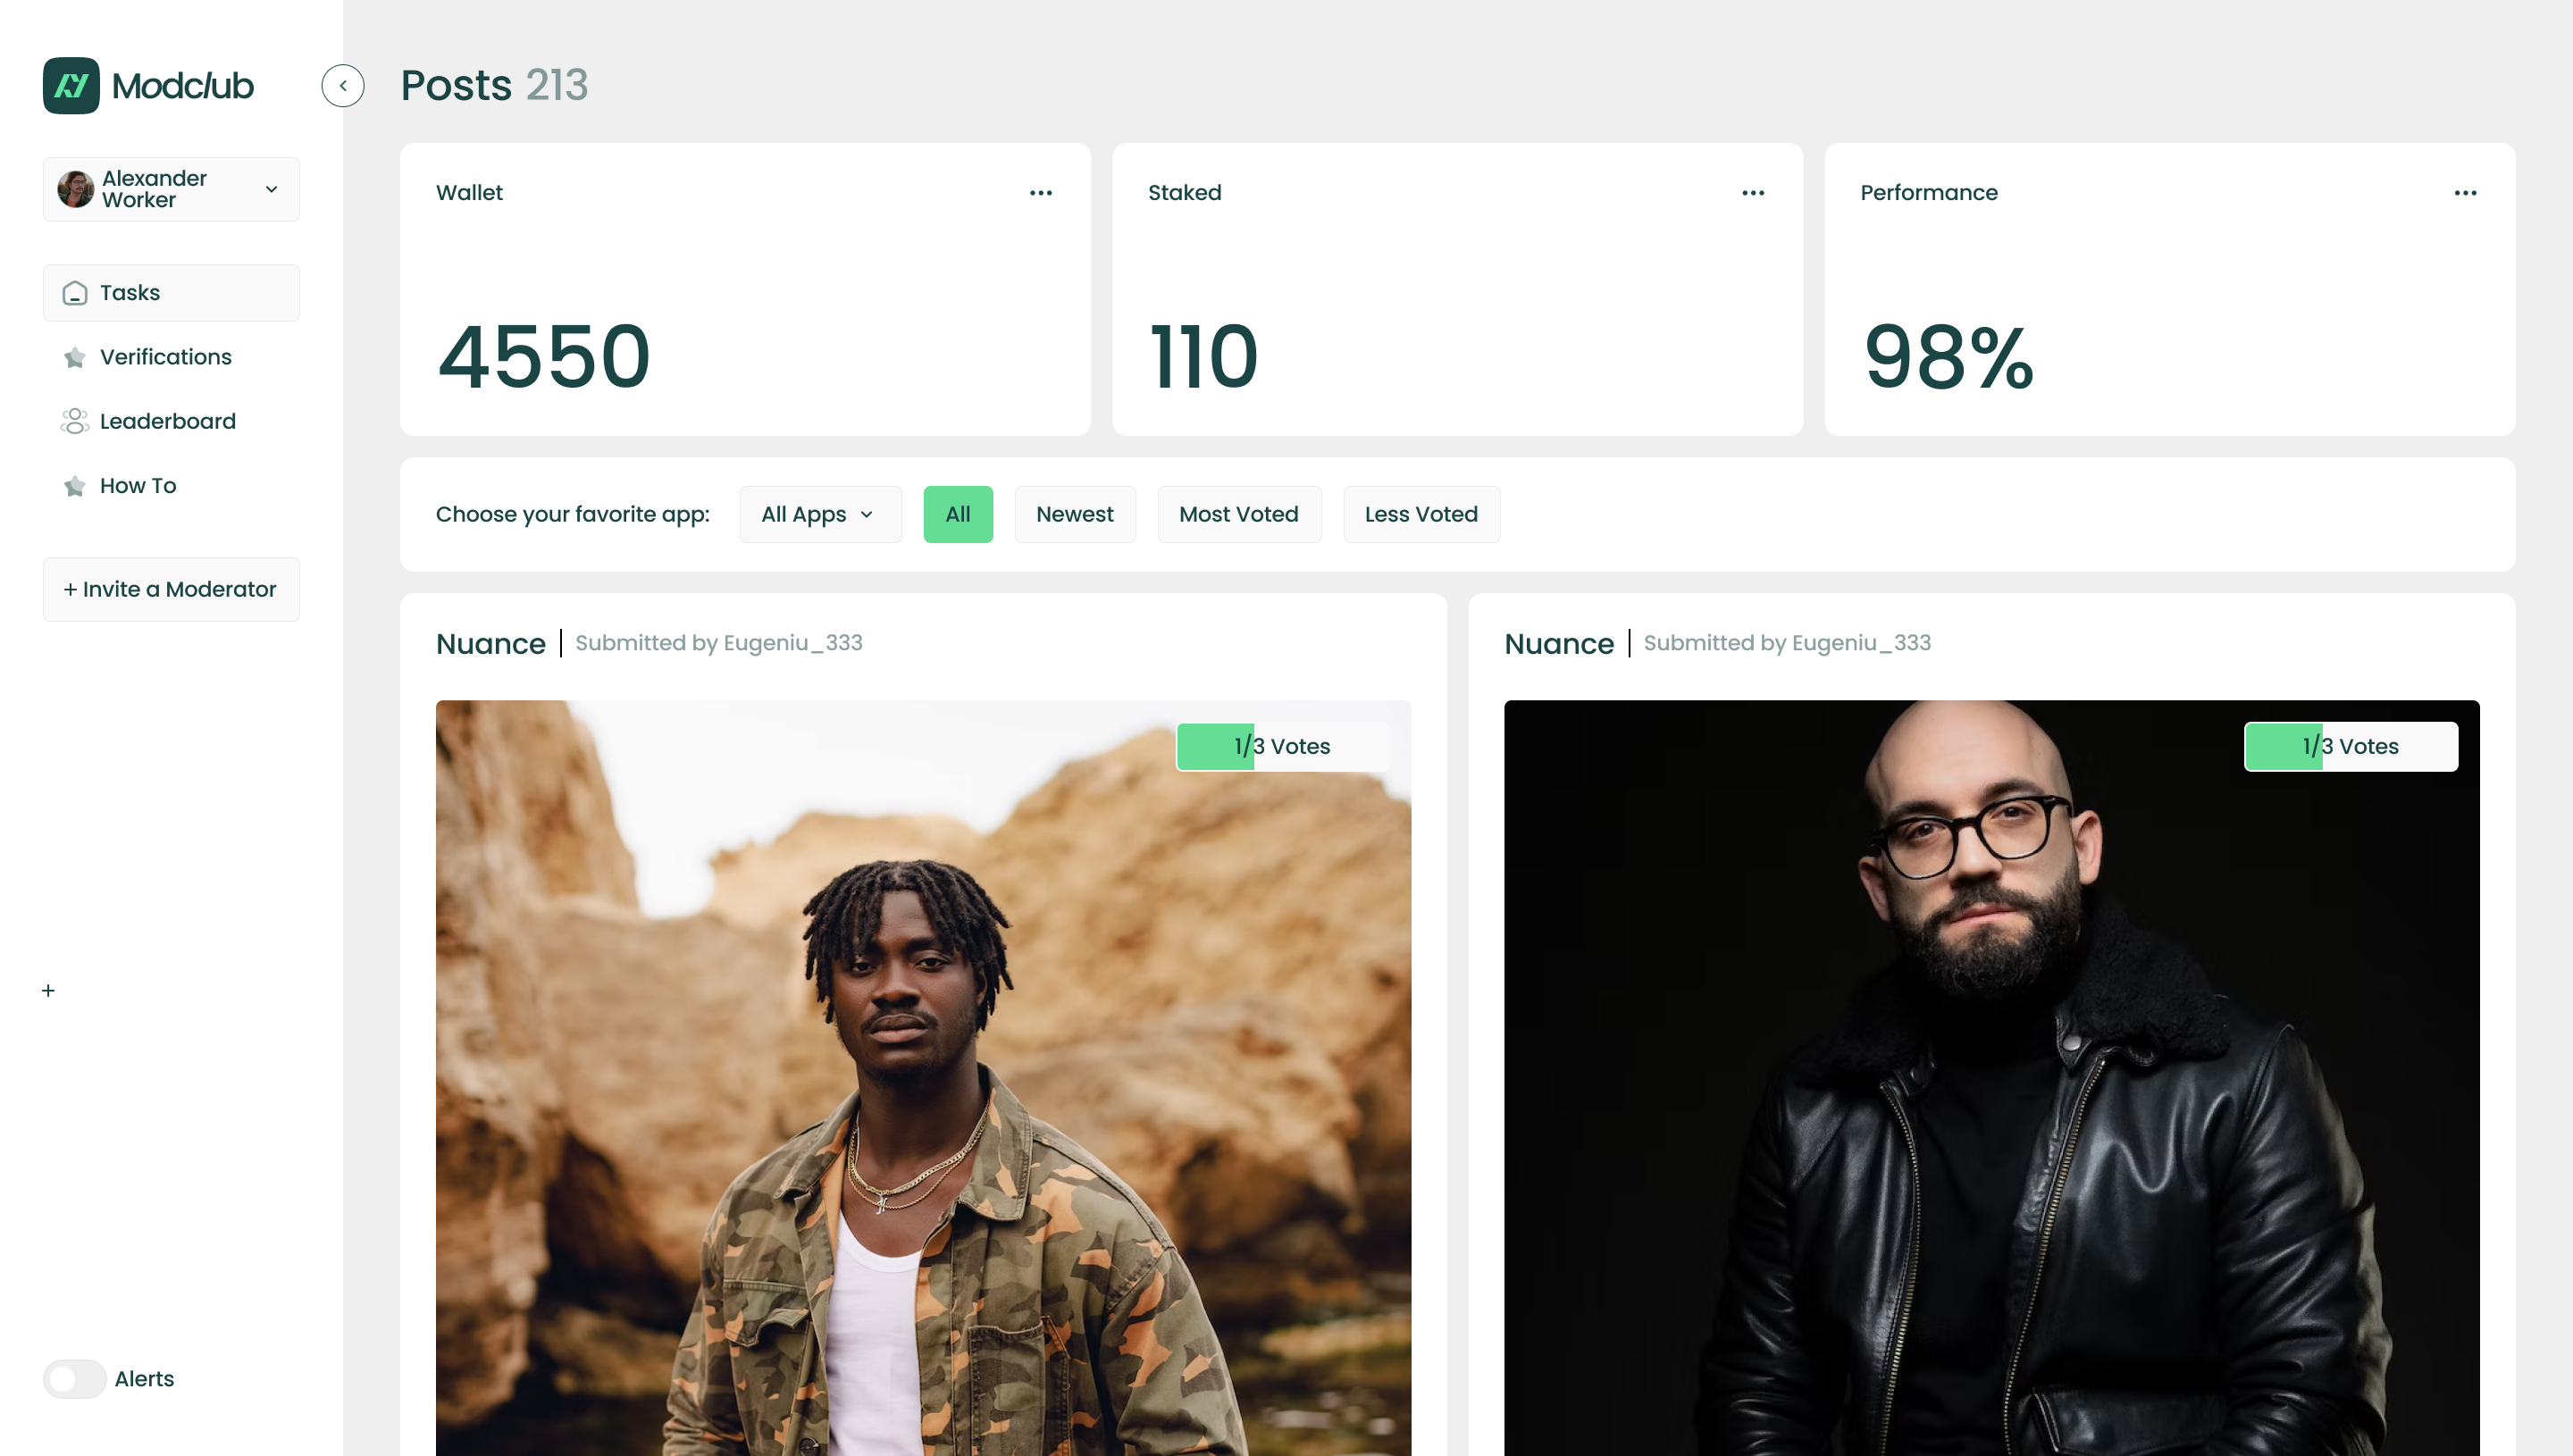 Modclub
Alexander
Worker
Tasks
Verifications
Leaderboard
How To
+ Invite a Moderator
+
Alerts
Posts 213
Wallet
4550
Staked
110
Performance
98%
Choose your favorite app:
All Apps
All
Newest
Most Voted
Less Voted
Nuance | Submitted by Eugeniu_333
1/3 Votes
Nuance | Submitted by Eugeniu_333
1/3 Votes